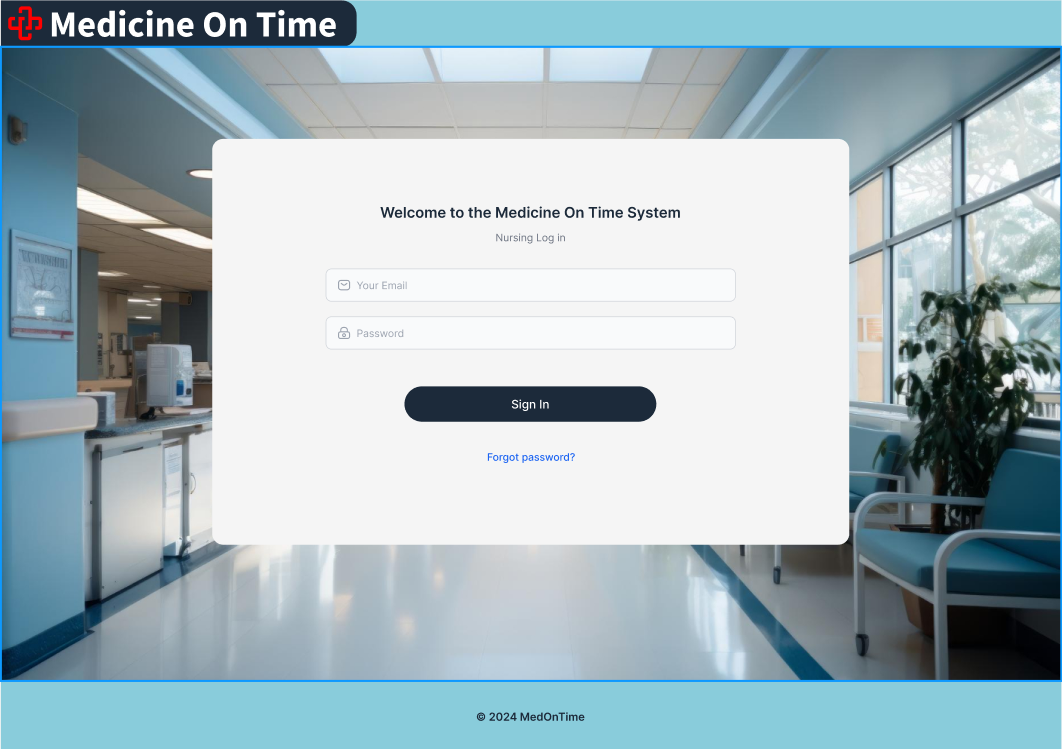 Medicine On Time
Welcome to the Medicine On Time System
Nursing Log in
Your Email
Password
Sign In
Forgot password?
© 2024 MedOnTime